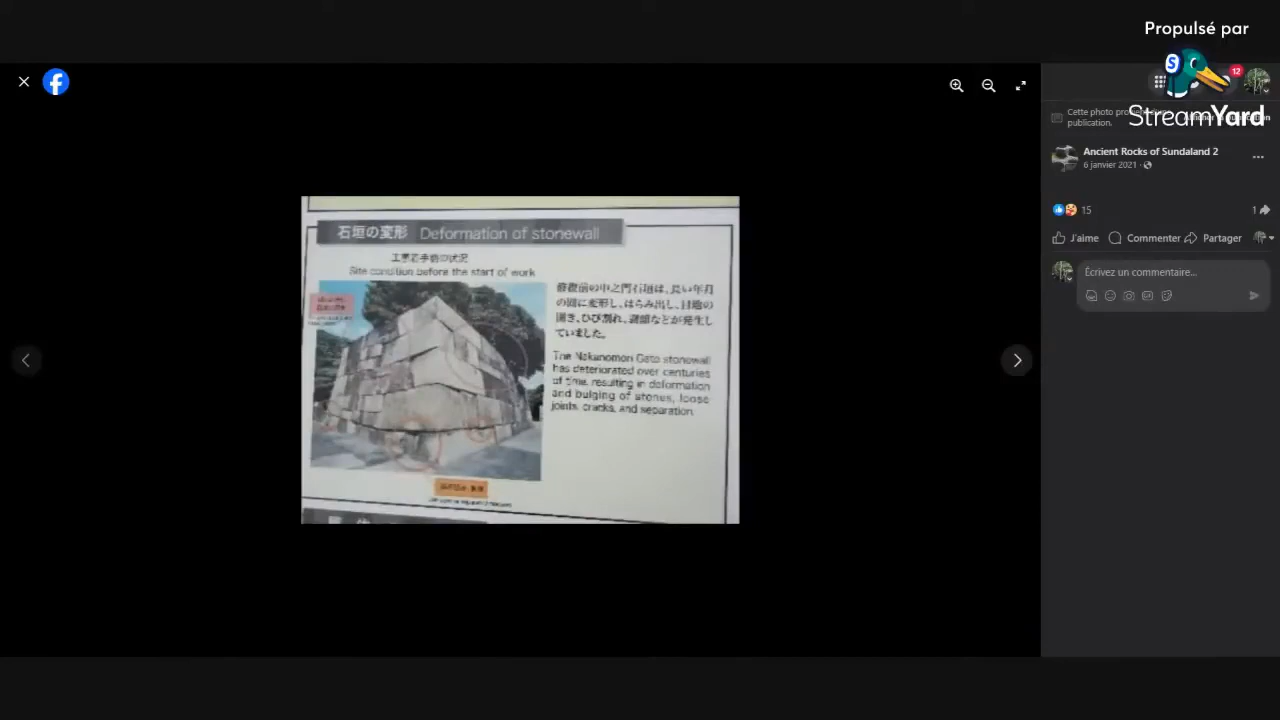 Propulsé par
StreamYard
12
Cette photo
publication.
Ancient Rocks of Sundaland 2
6 janvier 2021
15
1
J'aime
Commenter
Partager
Écrivez un commentaire...
石垣の変形 Deformation of stonewall
工事着手前の状況
Site condition before the start of work
修復前の中之門石垣は、長い年月
の間に変形し、はらみ出し、目地の
開き、ひび割れ、剥離などが発生し
ていました。
The Nakanomon Gate stonewall
has deteriorated over centuries
of time, resulting in deformation
and bulging of stones, loose
joints, cracks, and separation.